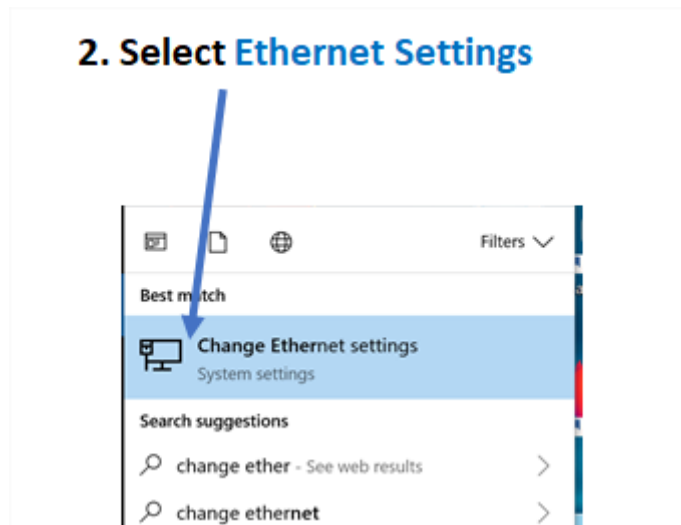 2. Select Ethernet Settings
Filters
Best match
Change Ethernet settings
System settings
Search suggestions
change ether - See web results
change ethernet